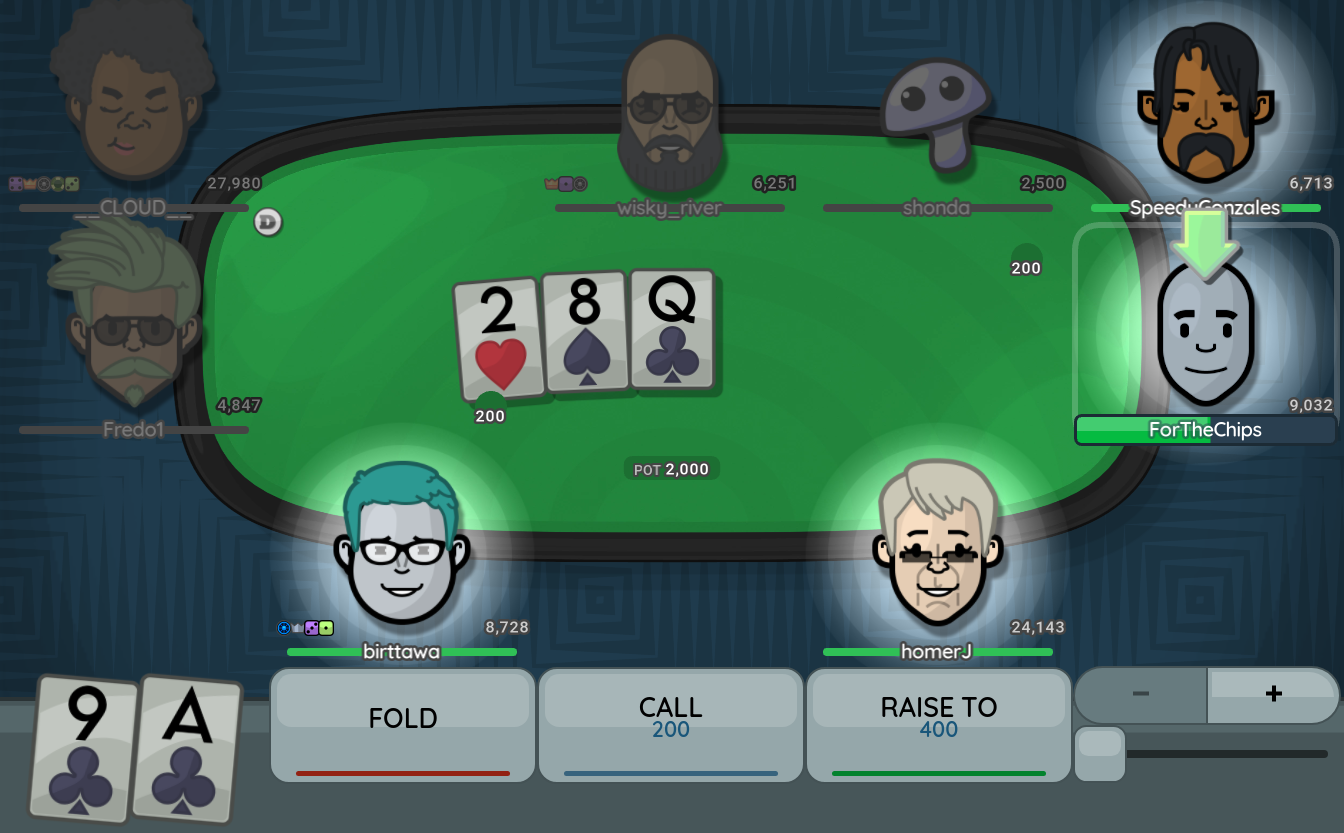 27,980
__CLOUD__
6,251
wisky_river
2,500
shonda
6,713
SpeedyGonzales
D
200
2
8
Q
200
4,847
Fredo1
9,032
ForTheChips
POT 2,000
8,728
birttawa
24,143
homerJ
9
A
FOLD
CALL
200
RAISE TO
400
−
+